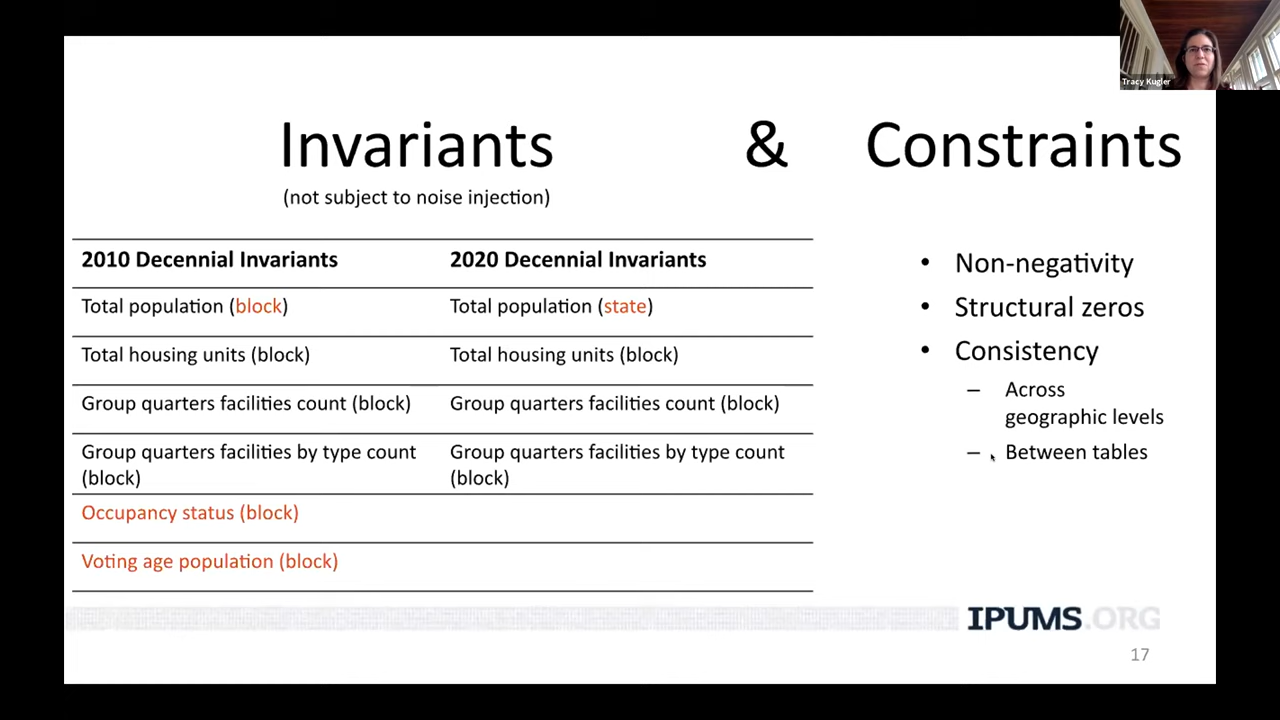 Tracy Kugler
Invariants & Constraints
(not subject to noise injection)
2010 Decennial Invariants 2020 Decennial Invariants
Total population (block) Total population (state)
Total housing units (block) Total housing units (block)
Group quarters facilities count (block) Group quarters facilities count (block)
Group quarters facilities by type count Group quarters facilities by type count
(block) (block)
Occupancy status (block)
Voting age population (block)
• Non-negativity
• Structural zeros
• Consistency
– Across
geographic levels
– Between tables
IPUMS.ORG
17